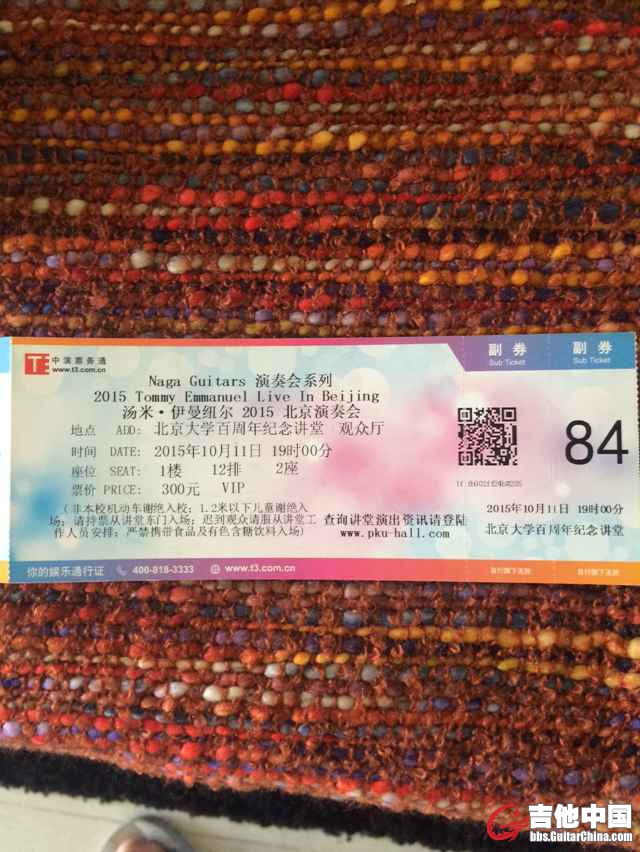 中演票务通
www.t3.com.cn
Naga Guitars 演奏会系列
2015 Tommy Emmanuel Live In Beijing
汤米·伊曼纽尔 2015 北京演奏会
地点 ADD: 北京大学百周年纪念讲堂 观众厅
时间 DATE: 2015年10月11日 19时00分
座位 SEAT: 1楼 12排 2座
票价 PRICE: 300元 VIP
(非本校机动车谢绝入校;1.2米以下儿童谢绝入
场;请持票从讲堂东门入场;迟到观众请服从讲堂工
作人员安排;严禁携带食品及有色含糖饮料入场)
查询讲堂演出资讯请登陆
www.pku-hall.com
你的娱乐通行证 400-818-3333 www.t3.com.cn
副券
Sub Ticket
副券
Sub Ticket
84
2015年10月11日 19时00分
北京大学百周年纪念讲堂
吉他中国
bbs.GuitarChina.com